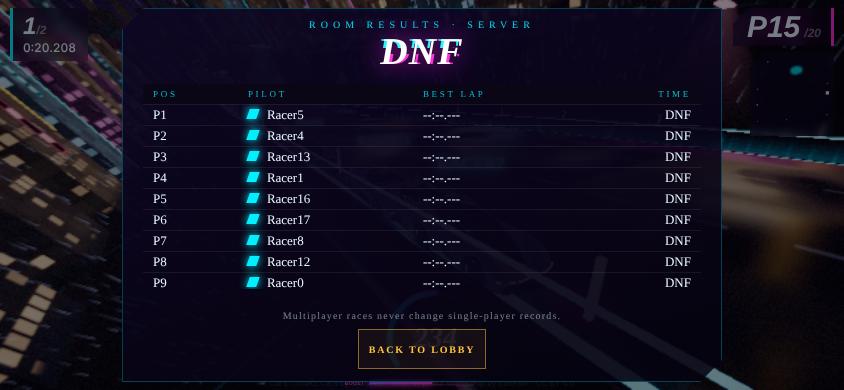 1/2
0:20.208
P15 /20
ROOM RESULTS · SERVER
DNF
POS PILOT BEST LAP TIME
P1 Racer5 --:--.--- DNF
P2 Racer4 --:--.--- DNF
P3 Racer13 --:--.--- DNF
P4 Racer1 --:--.--- DNF
P5 Racer16 --:--.--- DNF
P6 Racer17 --:--.--- DNF
P7 Racer8 --:--.--- DNF
P8 Racer12 --:--.--- DNF
P9 Racer0 --:--.--- DNF
Multiplayer races never change single-player records.
234
BACK TO LOBBY